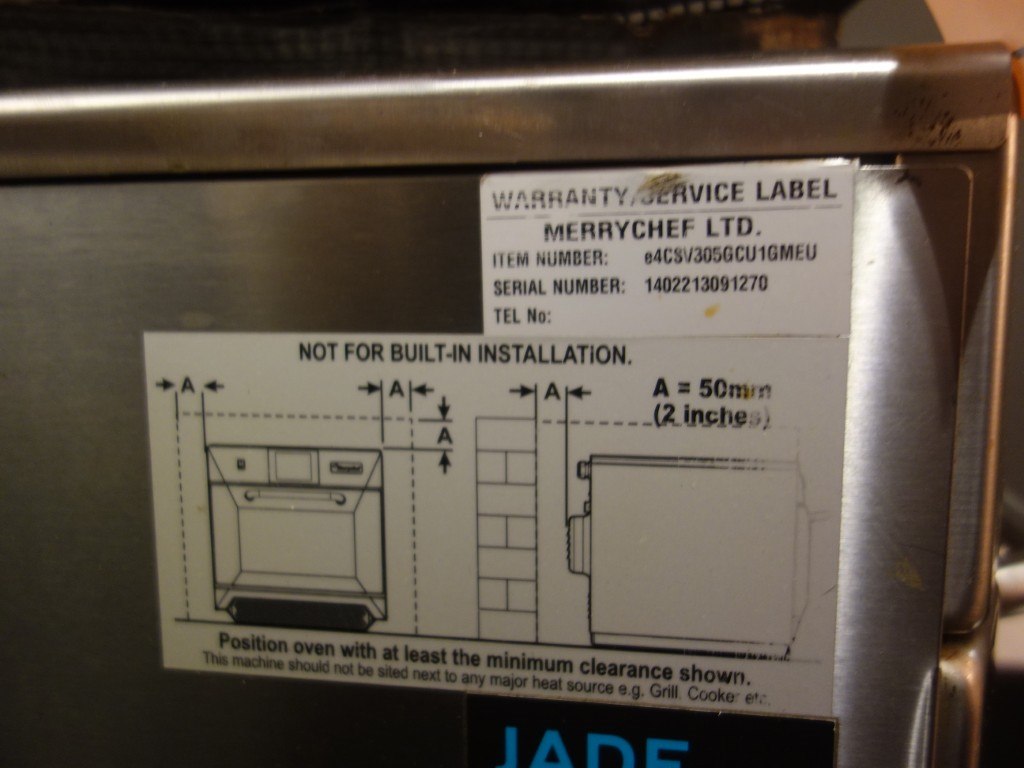 WARRANTY/SERVICE LABEL
MERRYCHEF LTD.
ITEM NUMBER: e4CSV305GCU1GMEU
SERIAL NUMBER: 1402213091270
TEL No:
NOT FOR BUILT-IN INSTALLATION.
A A A A = 50mm
(2 inches)
A
Position oven with at least the minimum clearance shown.
This machine should not be sited next to any major heat source e.g. Grill, Cooker etc.
JADE